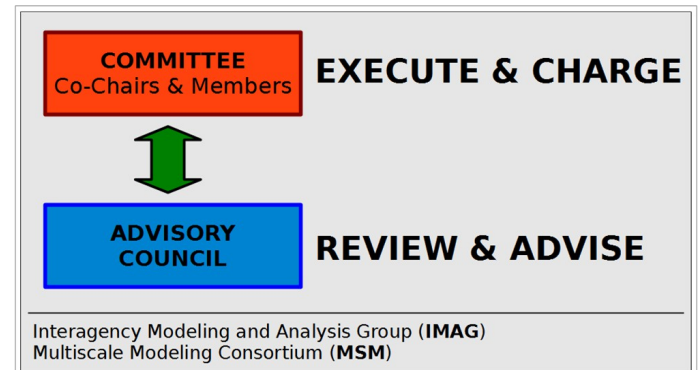 COMMITTEE
Co-Chairs & Members
EXECUTE & CHARGE
ADVISORY
COUNCIL
REVIEW & ADVISE
Interagency Modeling and Analysis Group (IMAG)
Multiscale Modeling Consortium (MSM)